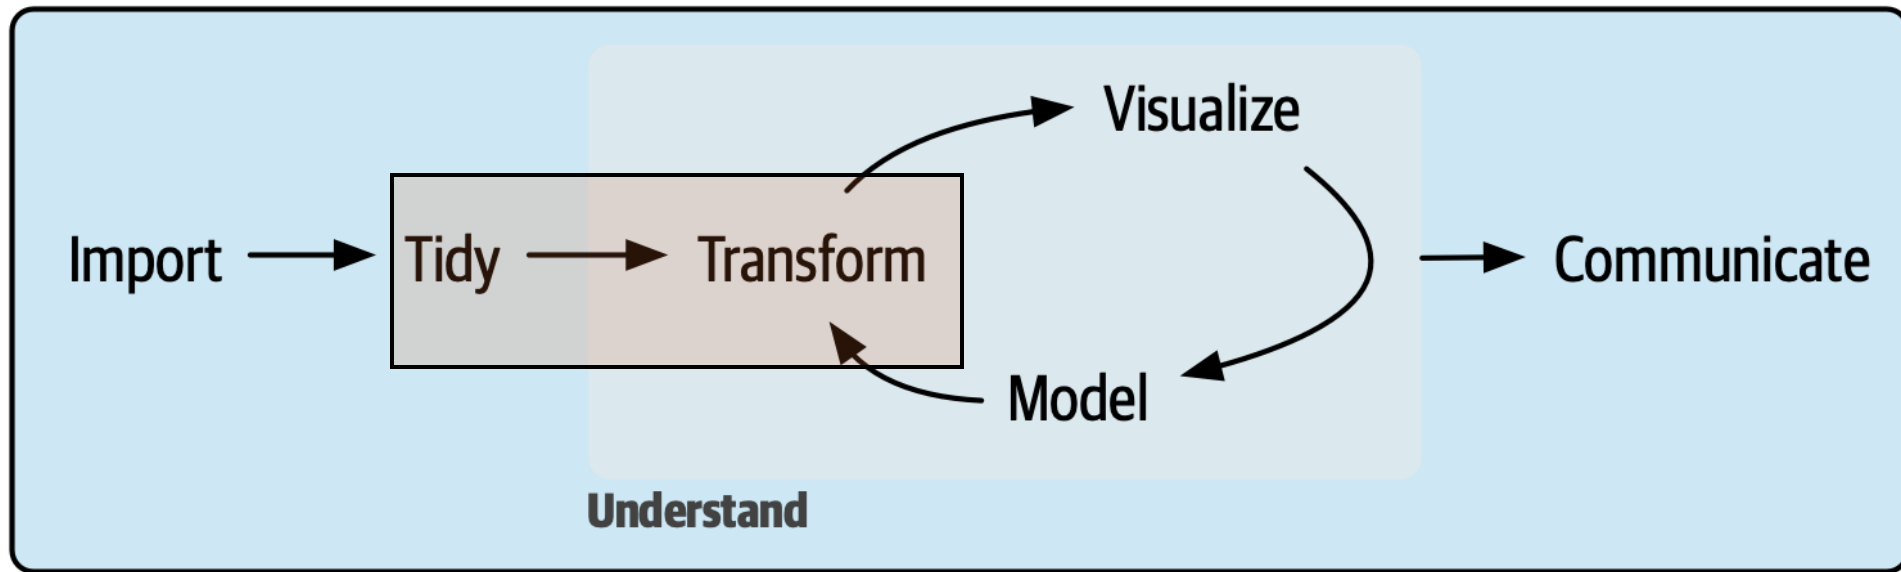 Visualize
Import
Tidy
Transform
Communicate
Model
Understand